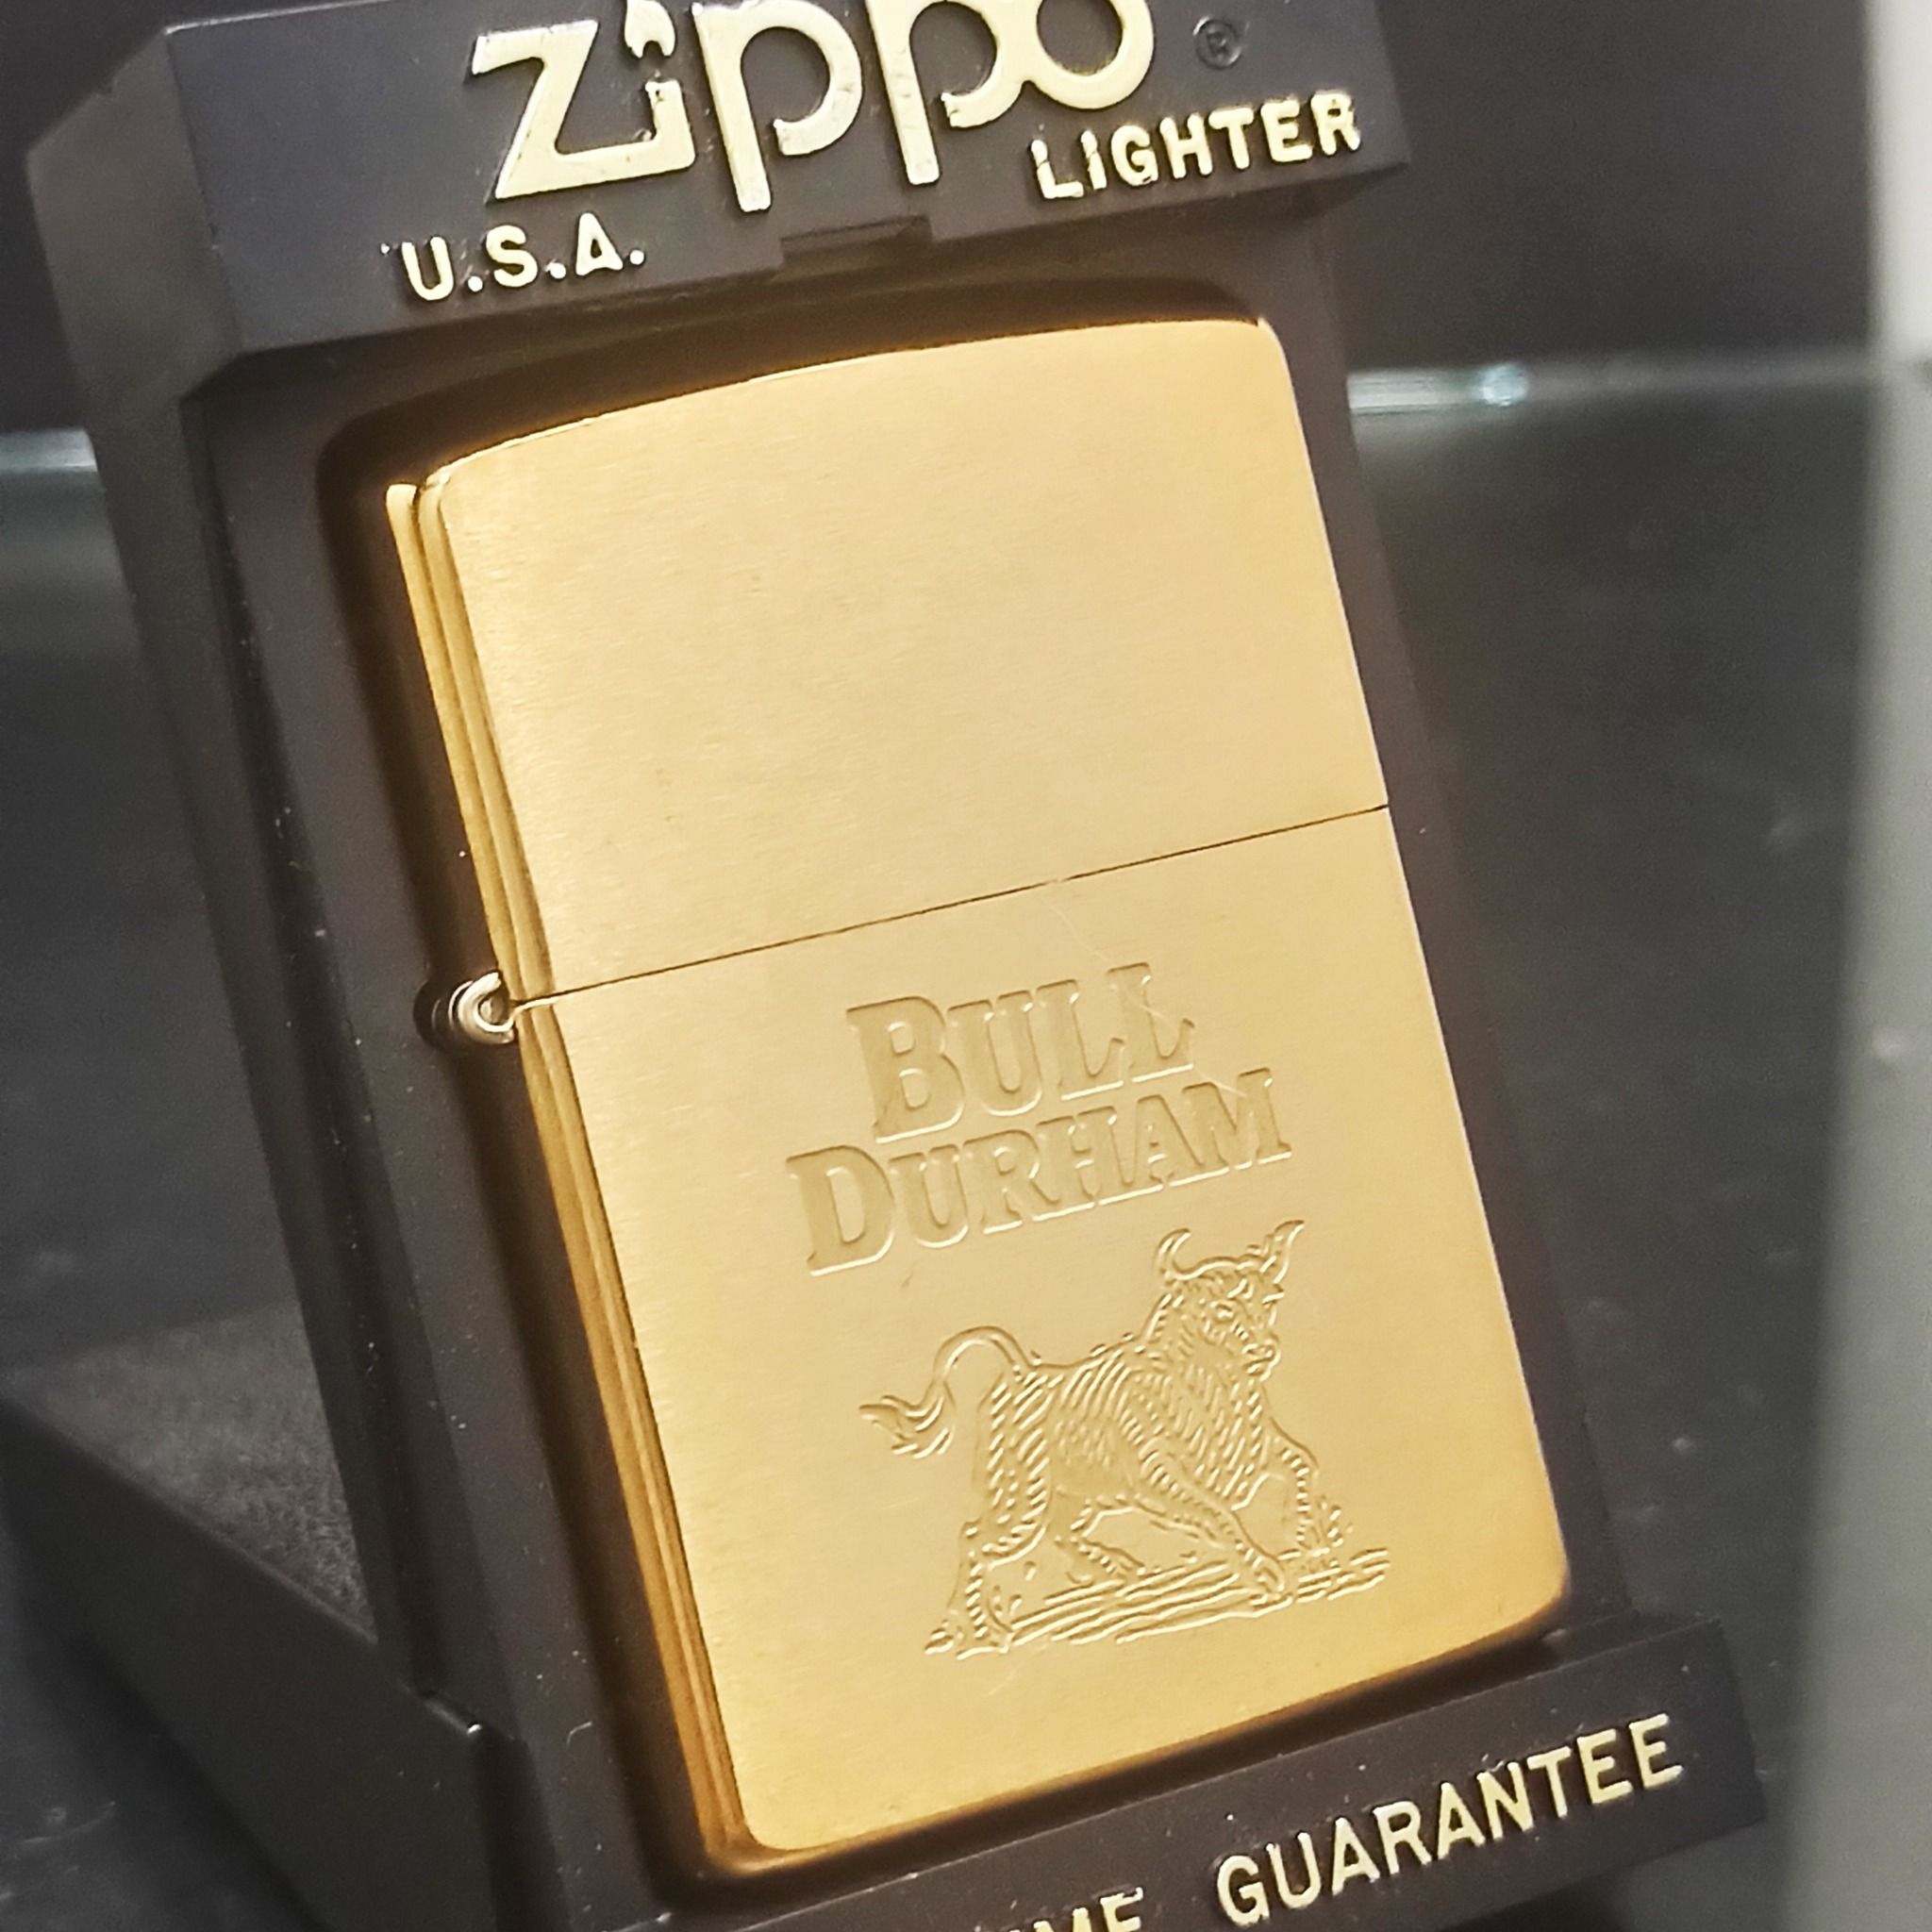 Zippo®
LIGHTER
U.S.A.
BULL
DURHAM
GUARANTEE